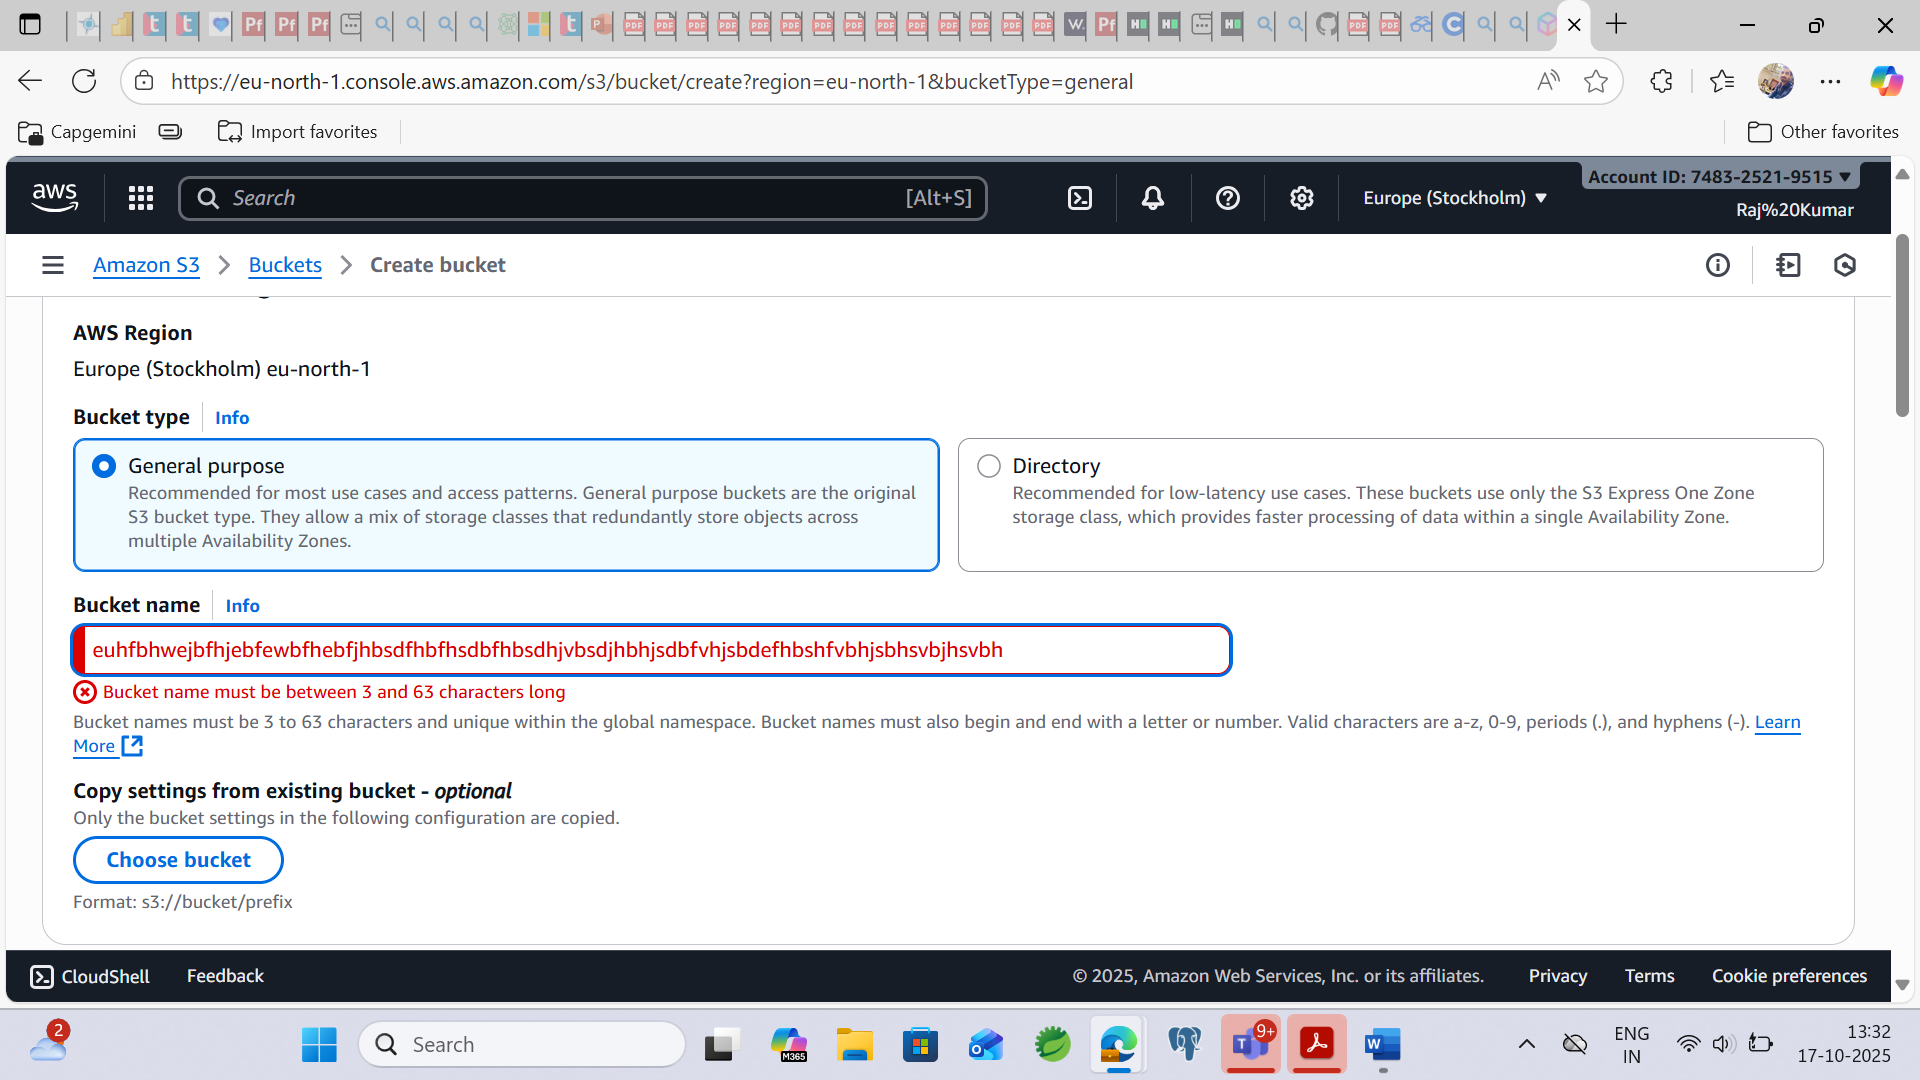 https://eu-north-1.console.aws.amazon.com/s3/bucket/create?region=eu-north-1&bucketType=general
Capgemini
Import favorites
Other favorites
aws
Search
[Alt+S]
Europe (Stockholm)
Account ID: 7483-2521-9515
Raj%20Kumar
Amazon S3
Buckets
Create bucket
AWS Region
Europe (Stockholm) eu-north-1
Bucket type
Info
General purpose
Recommended for most use cases and access patterns. General purpose buckets are the original
S3 bucket type. They allow a mix of storage classes that redundantly store objects across
multiple Availability Zones.
Directory
Recommended for low-latency use cases. These buckets use only the S3 Express One Zone
storage class, which provides faster processing of data within a single Availability Zone.
Bucket name
Info
euhfbhwejbfhjebfewbfhebfjhbsdfhbfhsdbfhbsdhjvbsdjhbhjsdbfvhjsbdefhbshfvbhjsbhsvbjhsvbh
Bucket name must be between 3 and 63 characters long
Bucket names must be 3 to 63 characters and unique within the global namespace. Bucket names must also begin and end with a letter or number. Valid characters are a-z, 0-9, periods (.), and hyphens (-). Learn
More
Copy settings from existing bucket - optional
Only the bucket settings in the following configuration are copied.
Choose bucket
Format: s3://bucket/prefix
CloudShell
Feedback
© 2025, Amazon Web Services, Inc. or its affiliates.
Privacy
Terms
Cookie preferences
2
Search
M365
9+
ENG
IN
13:32
17-10-2025